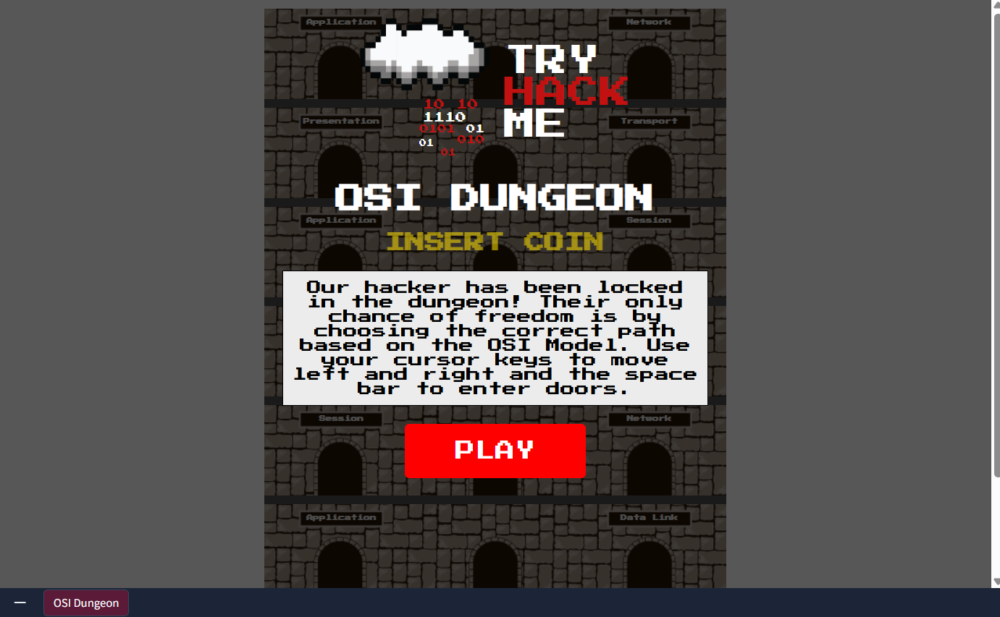 Application
Network
TRY
HACK
ME
10 10
1110
0101 01
01 010
01
Presentation
Transport
OSI DUNGEON
Application
Session
INSERT COIN
Our hacker has been locked
in the dungeon! Their only
chance of freedom is by
choosing the correct path
based on the OSI Model. Use
your cursor keys to move
left and right and the space
bar to enter doors.
Session
Network
PLAY
Application
Data Link
OSI Dungeon